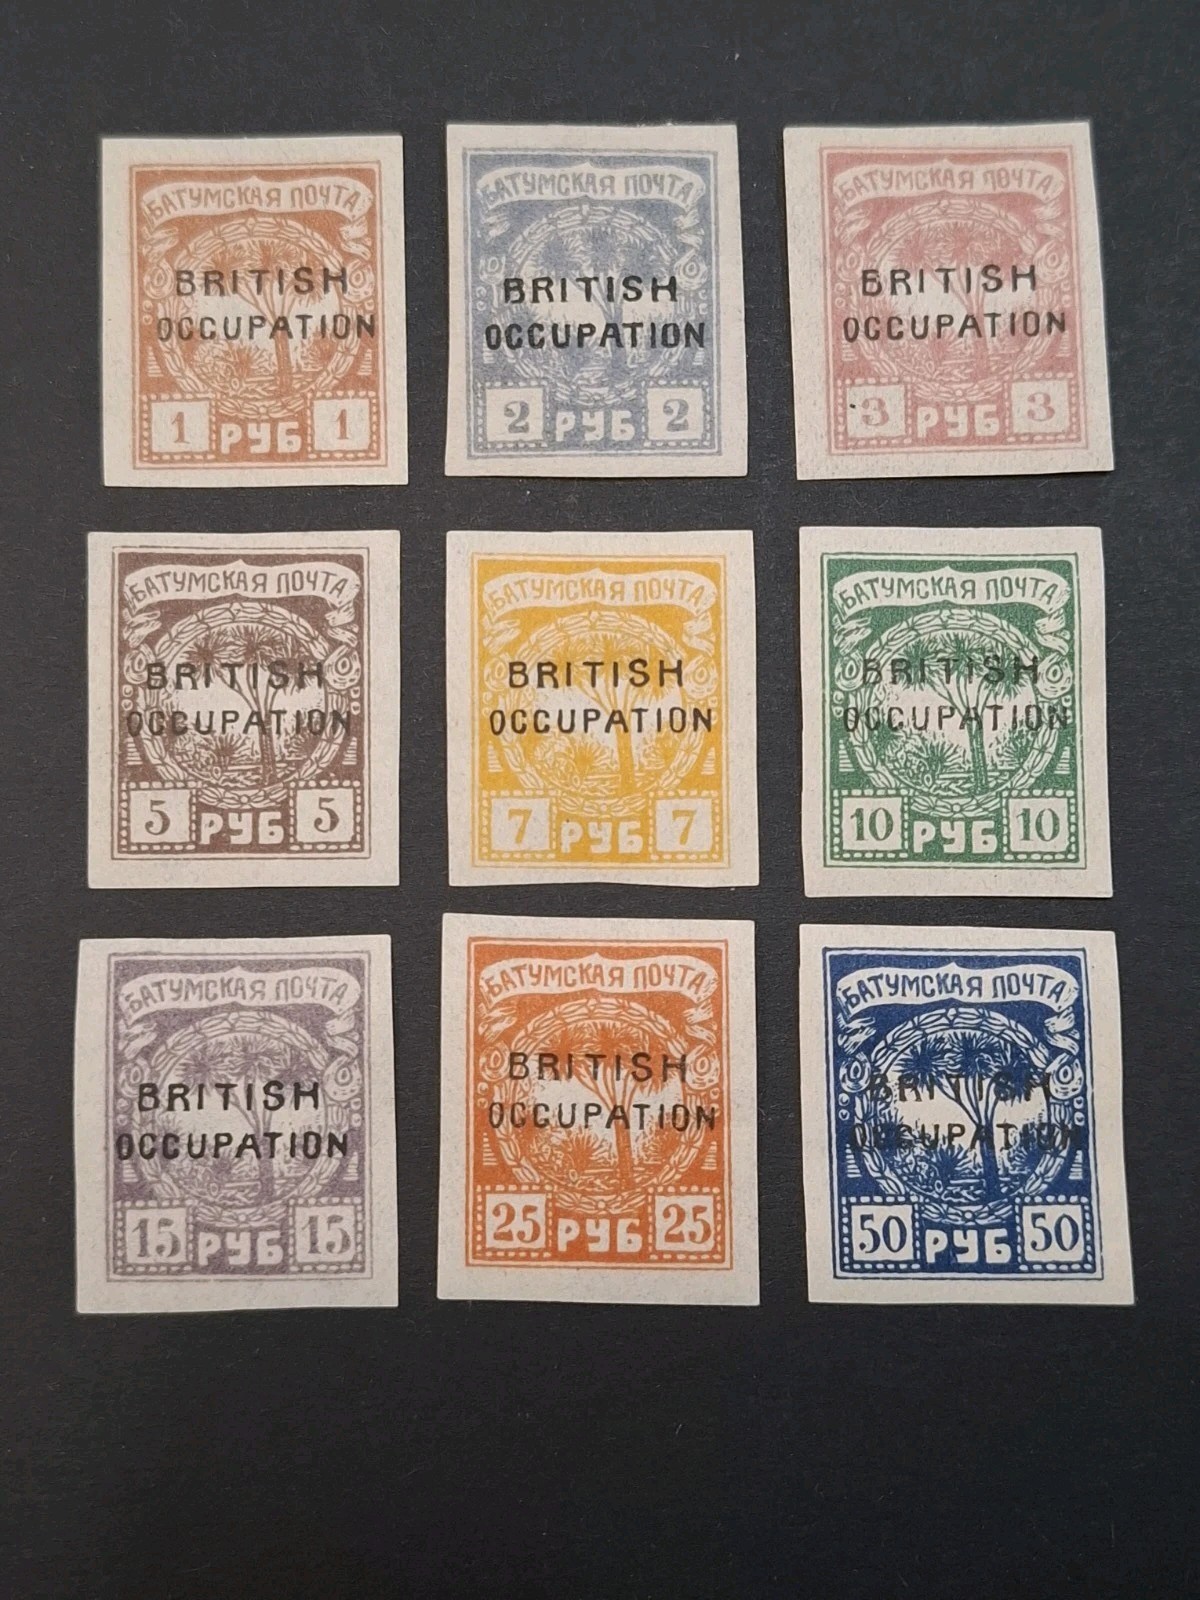 БАТУМСКАЯ ПОЧТА
BRITISH
OCCUPATION
1 РУБ 1
БАТУМСКАЯ ПОЧТА
BRITISH
OCCUPATION
2 РУБ 2
БАТУМСКАЯ ПОЧТА
BRITISH
OCCUPATION
3 РУБ 3
БАТУМСКАЯ ПОЧТА
BRITISH
OCCUPATION
5 РУБ 5
БАТУМСКАЯ ПОЧТА
BRITISH
OCCUPATION
7 РУБ 7
БАТУМСКАЯ ПОЧТА
BRITISH
OCCUPATION
10 РУБ 10
БАТУМСКАЯ ПОЧТА
BRITISH
OCCUPATION
15 РУБ 15
БАТУМСКАЯ ПОЧТА
BRITISH
OCCUPATION
25 РУБ 25
БАТУМСКАЯ ПОЧТА
BRITISH
OCCUPATION
50 РУБ 50